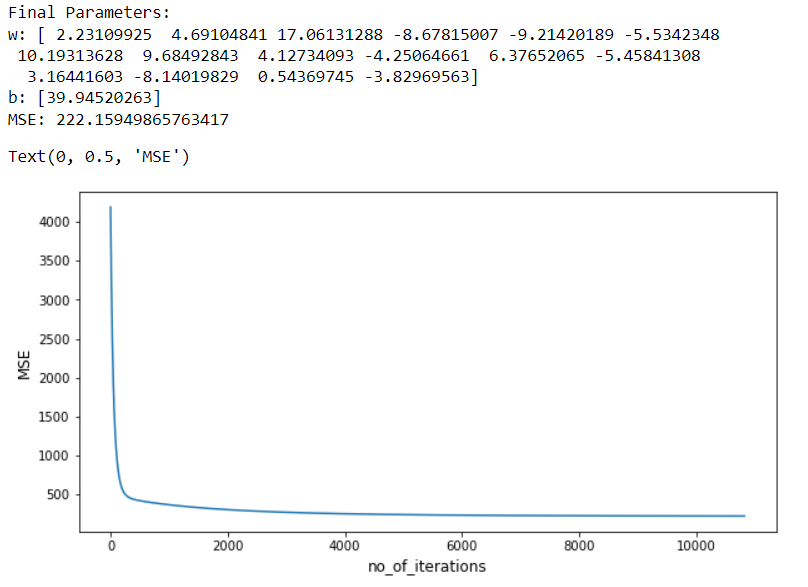 Final Parameters:
w: [ 2.23109925  4.69104841 17.06131288 -8.67815007 -9.21420189 -5.5342348
 10.19313628  9.68492843  4.12734093 -4.25064661  6.37652065 -5.45841308
  3.16441603 -8.14019829  0.54369745 -3.82969563]
b: [39.94520263]
MSE: 222.15949865763417
Text(0, 0.5, 'MSE')
4000
3500
3000
2500
2000
1500
1000
500
MSE
0 2000 4000 6000 8000 10000
no_of_iterations